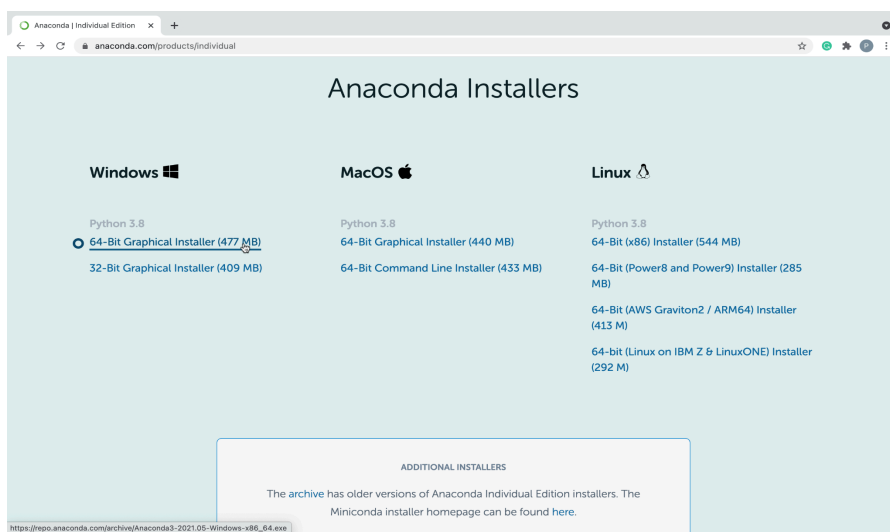 Anaconda | Individual Edition
anaconda.com/products/individual
P
Anaconda Installers
Windows
Python 3.8
64-Bit Graphical Installer (477 MB)
32-Bit Graphical Installer (409 MB)
MacOS
Python 3.8
64-Bit Graphical Installer (440 MB)
64-Bit Command Line Installer (433 MB)
Linux
Python 3.8
64-Bit (x86) Installer (544 MB)
64-Bit (Power8 and Power9) Installer (285
MB)
64-Bit (AWS Graviton2 / ARM64) Installer
(413 M)
64-bit (Linux on IBM Z & LinuxONE) Installer
(292 M)
ADDITIONAL INSTALLERS
The archive has older versions of Anaconda Individual Edition installers. The
Miniconda installer homepage can be found here.
https://repo.anaconda.com/archive/Anaconda3-2021.05-Windows-x86_64.exe